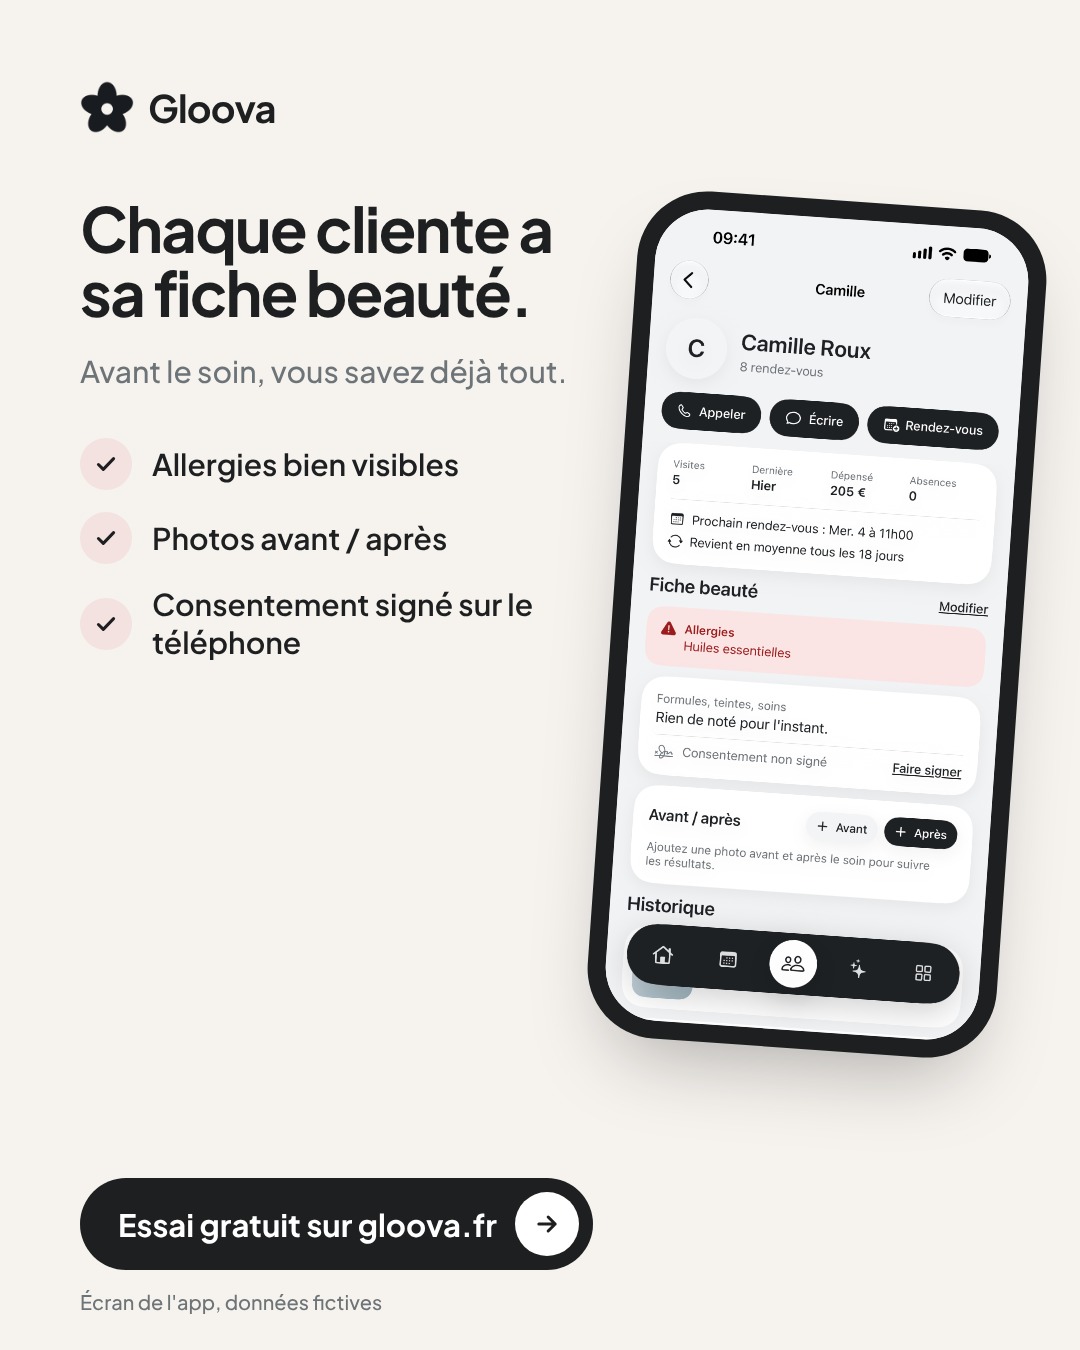 Gloova
Chaque cliente a
sa fiche beauté.
Avant le soin, vous savez déjà tout.
Allergies bien visibles
Photos avant / après
Consentement signé sur le
téléphone
09:41
Camille
Modifier
C
Camille Roux
8 rendez-vous
Appeler
Écrire
Rendez-vous
Visites
5
Dernière
Hier
Dépensé
205 €
Absences
0
Prochain rendez-vous : Mer. 4 à 11h00
Revient en moyenne tous les 18 jours
Fiche beauté
Modifier
Allergies
Huiles essentielles
Formules, teintes, soins
Rien de noté pour l'instant.
Consentement non signé
Faire signer
Avant / après
+ Avant
+ Après
Ajoutez une photo avant et après le soin pour suivre
les résultats.
Historique
Essai gratuit sur gloova.fr
Écran de l'app, données fictives